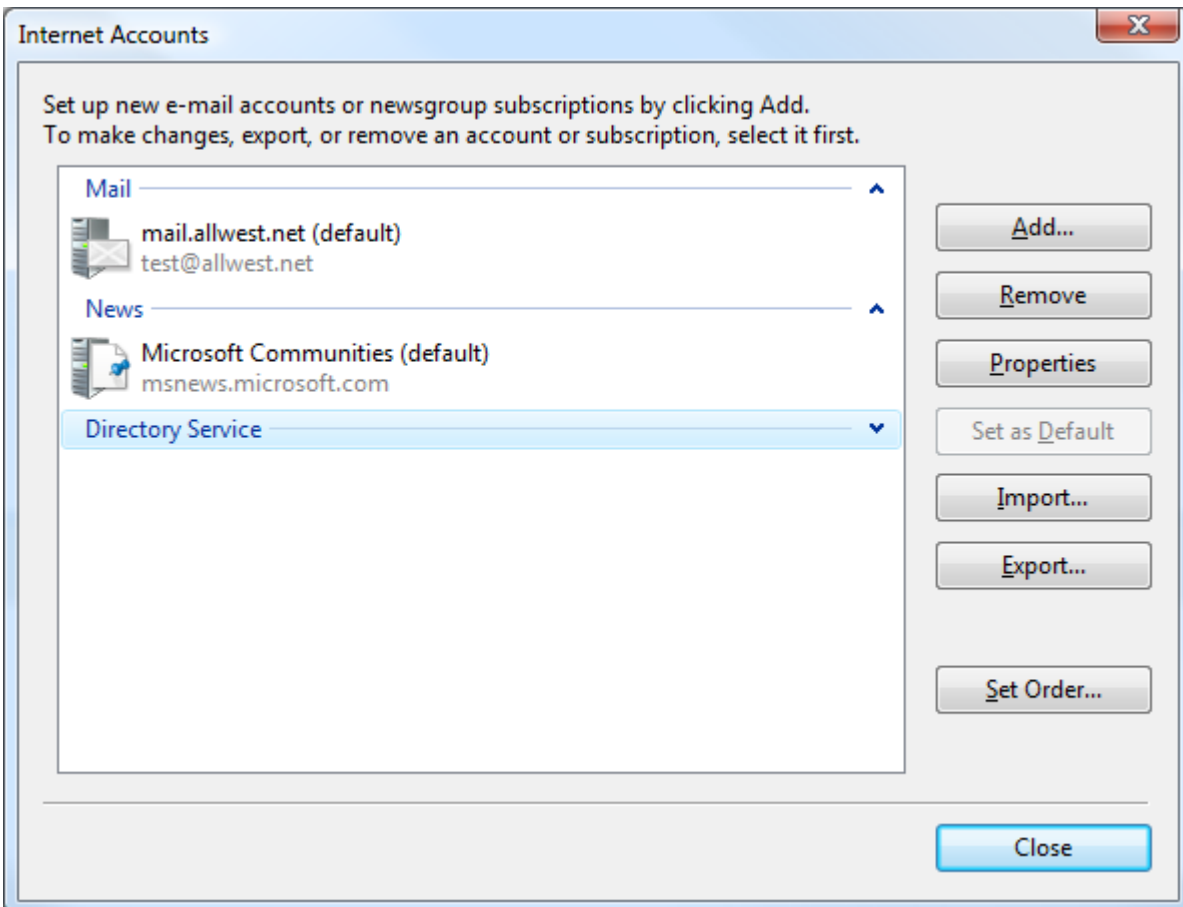 Internet Accounts
Set up new e-mail accounts or newsgroup subscriptions by clicking Add.
To make changes, export, or remove an account or subscription, select it first.
Mail
mail.allwest.net (default)
test@allwest.net
News
Microsoft Communities (default)
msnews.microsoft.com
Directory Service
Add...
Remove
Properties
Set as Default
Import...
Export...
Set Order...
Close